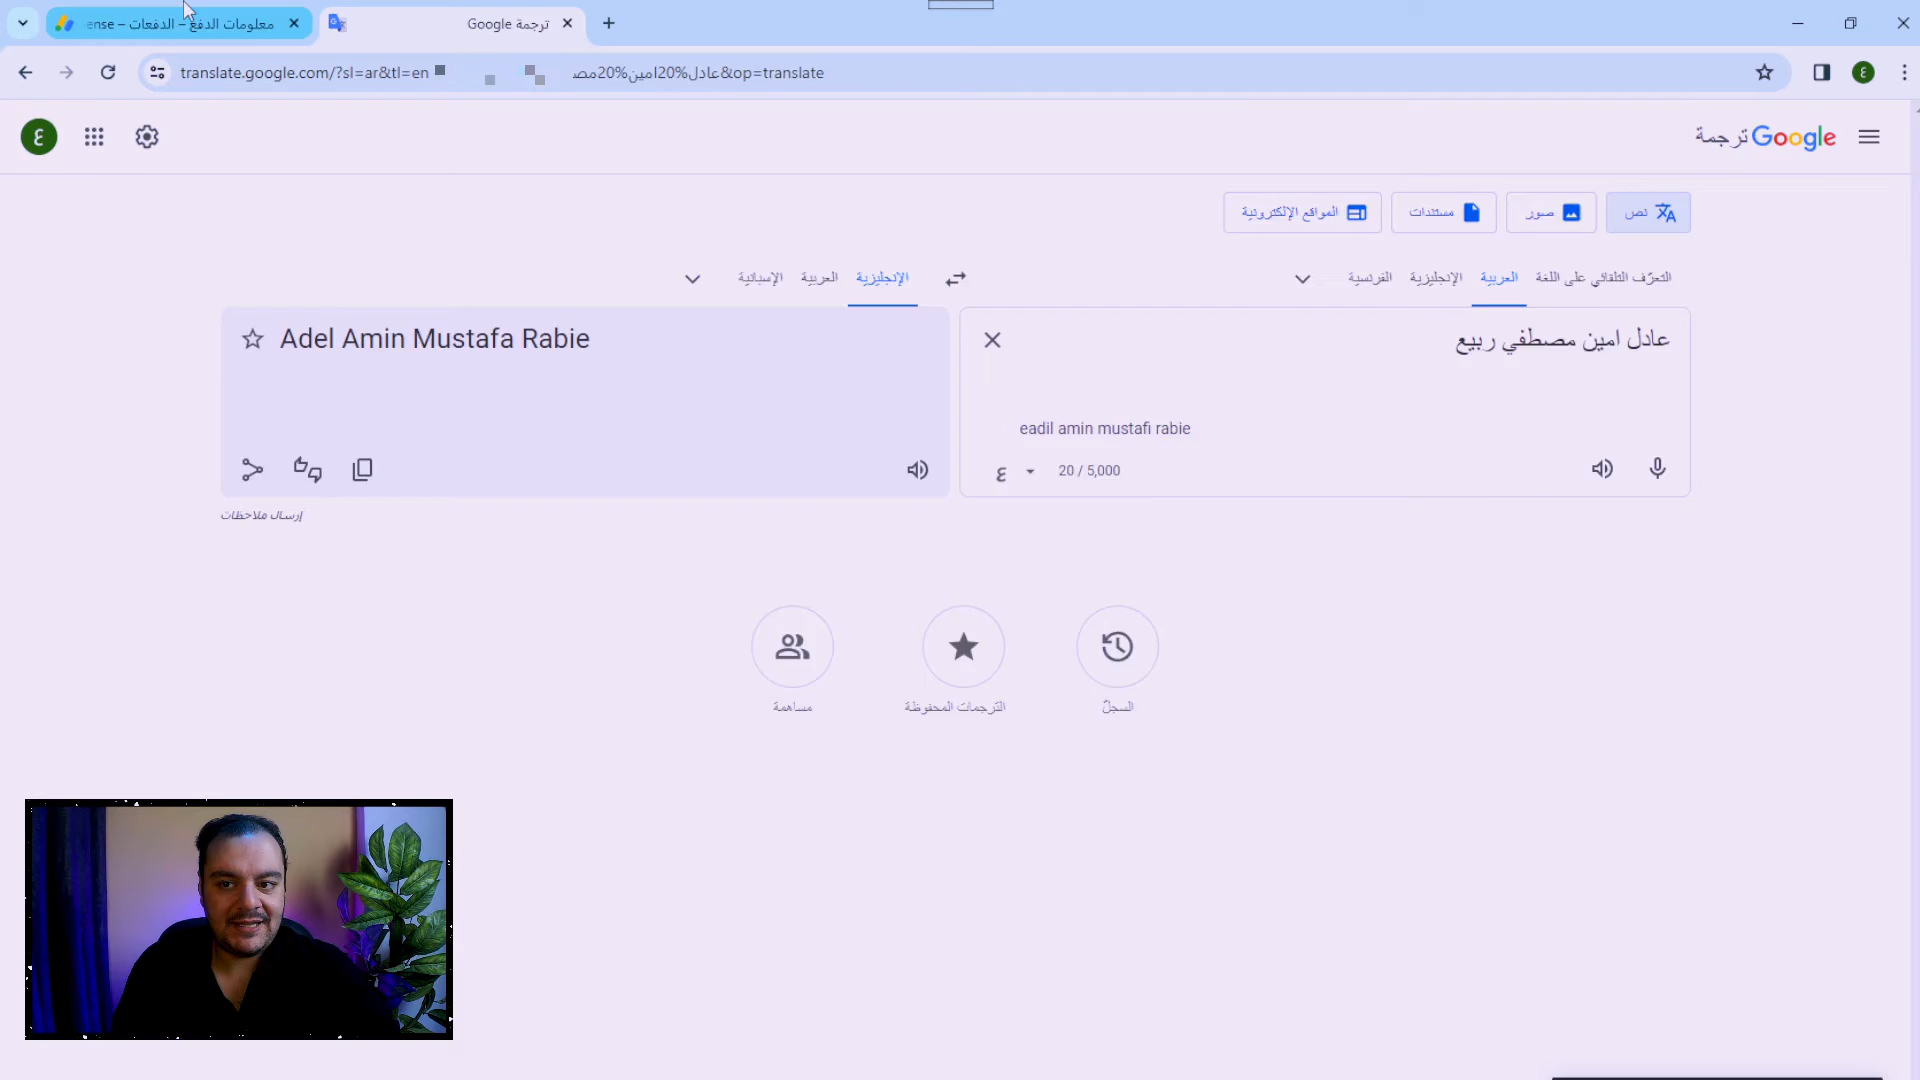 معلومات الدفع – الدفعات – ense
ترجمة Google
translate.google.com/?sl=ar&tl=en
عادل%20امين%20مص&op=translate
ع
ع
ترجمة Google
نص
صور
مستندات
المواقع الإلكترونية
التعرّف التلقائي على اللغة
العربية
الإنجليزية
الفرنسية
الإنجليزية
العربية
الإسبانية
عادل امين مصطفي ربيع
eadil amin mustafi rabie
20 / 5,000
ع
Adel Amin Mustafa Rabie
إرسال ملاحظات
السجلّ
الترجمات المحفوظة
مساهمة